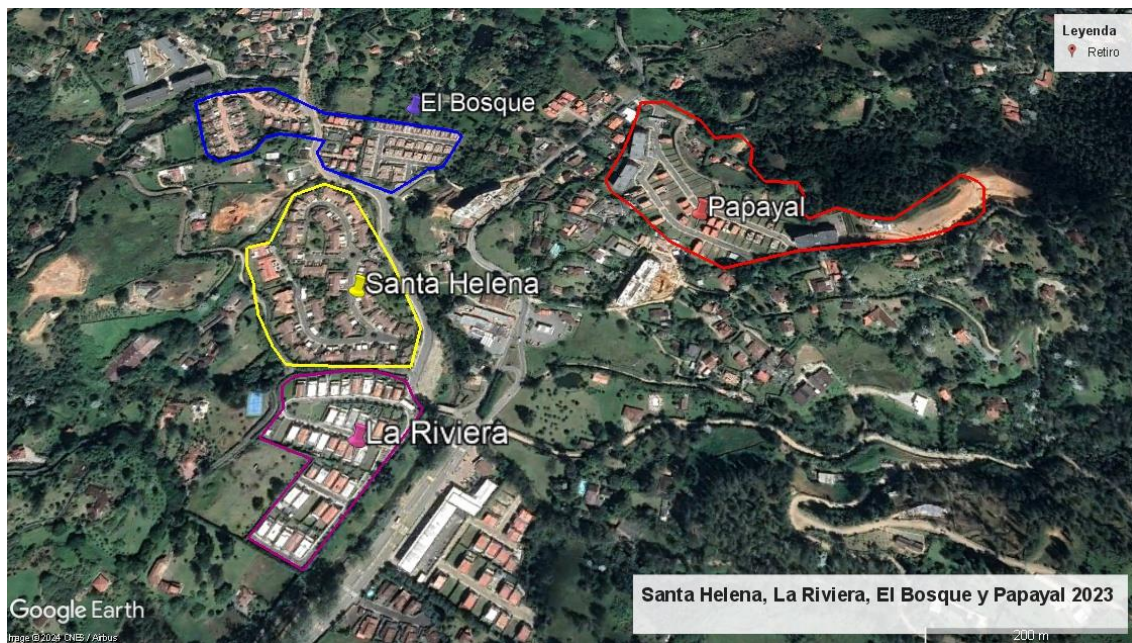 Leyenda
Retiro
El Bosque
Papayal
Santa Helena
La Riviera
Santa Helena, La Riviera, El Bosque y Papayal 2023
Google Earth
Image © 2024 CNES / Airbus
200 m